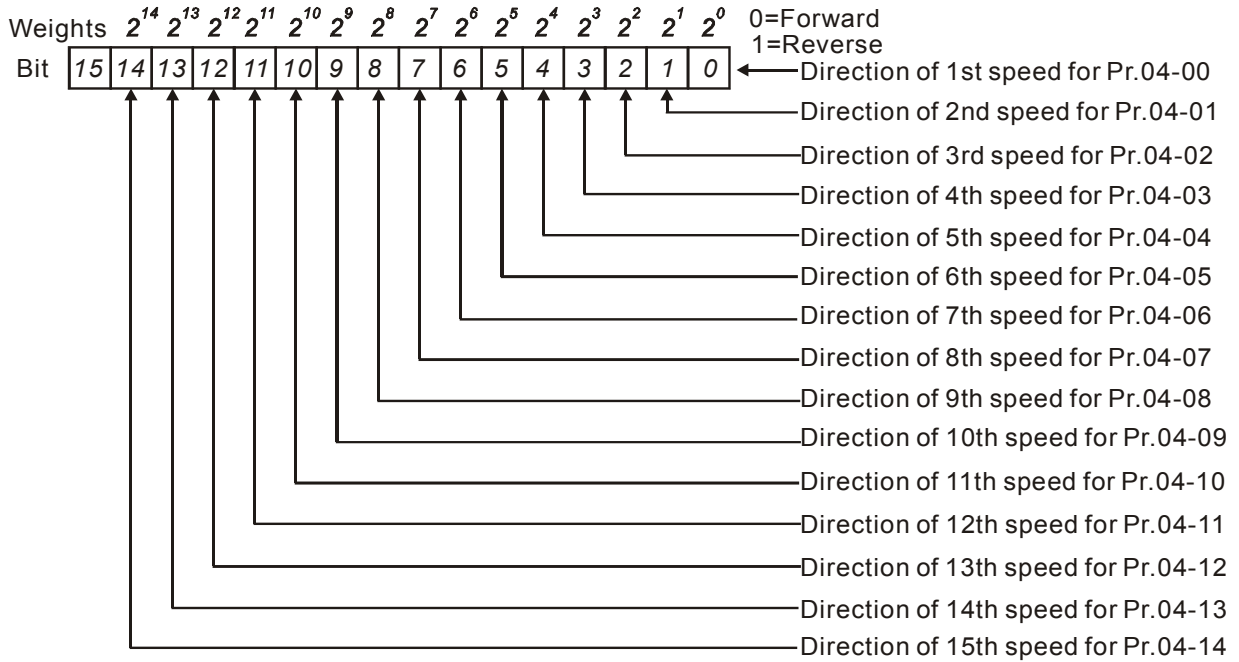 Weights 2^14 2^13 2^12 2^11 2^10 2^9 2^8 2^7 2^6 2^5 2^4 2^3 2^2 2^1 2^0 0=Forward
1=Reverse
Bit 15 14 13 12 11 10 9 8 7 6 5 4 3 2 1 0 Direction of 1st speed for Pr.04-00
Direction of 2nd speed for Pr.04-01
Direction of 3rd speed for Pr.04-02
Direction of 4th speed for Pr.04-03
Direction of 5th speed for Pr.04-04
Direction of 6th speed for Pr.04-05
Direction of 7th speed for Pr.04-06
Direction of 8th speed for Pr.04-07
Direction of 9th speed for Pr.04-08
Direction of 10th speed for Pr.04-09
Direction of 11th speed for Pr.04-10
Direction of 12th speed for Pr.04-11
Direction of 13th speed for Pr.04-12
Direction of 14th speed for Pr.04-13
Direction of 15th speed for Pr.04-14